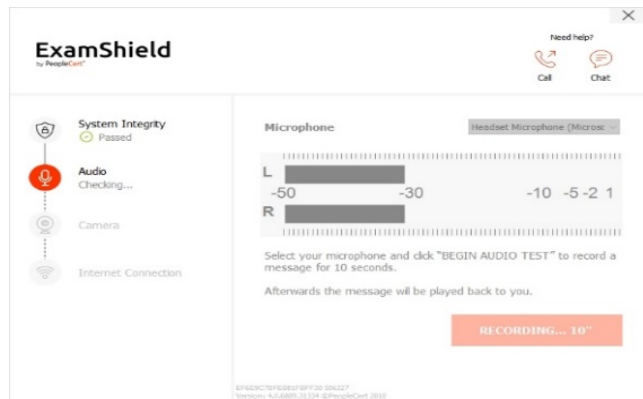 ExamShield
by PeopleCert
Need help?
Call
Chat
System Integrity
Passed
Audio
Checking...
Camera
Internet Connection
Microphone
Headset Microphone (Microsc
L
-50 -30 -10 -5 -2 1
R
Select your microphone and click "BEGIN AUDIO TEST" to record a
message for 10 seconds.
Afterwards the message will be played back to you.
RECORDING... 10"
©PeopleCert